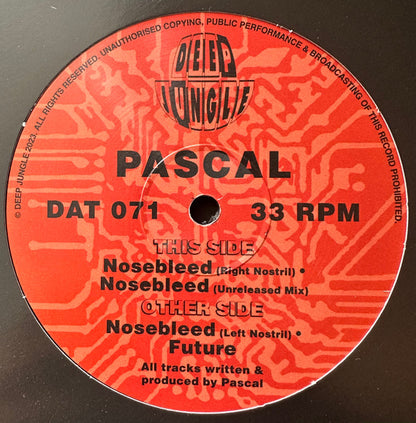 © DEEP JUNGLE 2023. ALL RIGHTS RESERVED. UNAUTHORISED COPYING, PUBLIC PERFORMANCE & BROADCASTING OF THIS RECORD PROHIBITED.
DEEP
JUNGLE
PASCAL
DAT 071 33 RPM
THIS SIDE
Nosebleed (Right Nostril) •
Nosebleed (Unreleased Mix)
OTHER SIDE
Nosebleed (Left Nostril) •
Future
All tracks written &
produced by Pascal